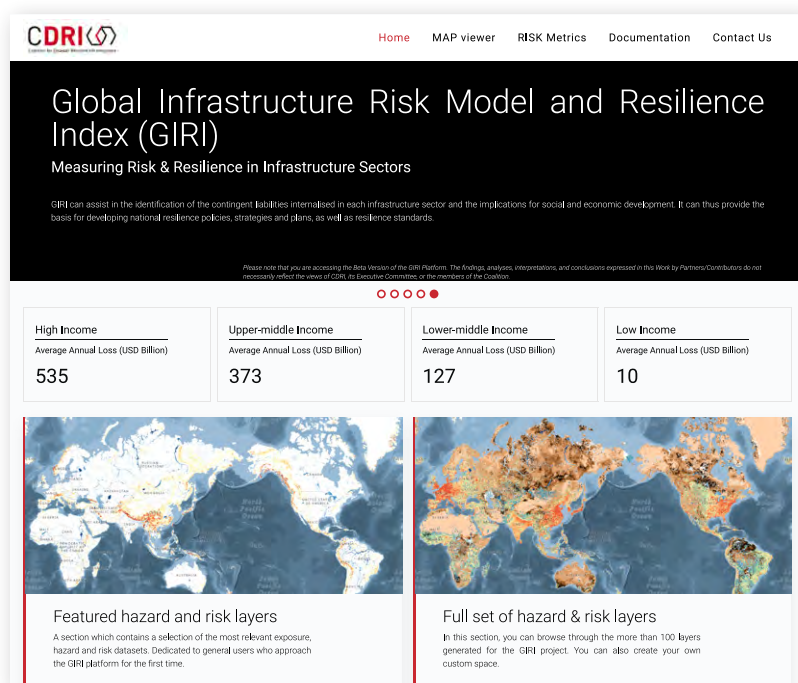 CDRI
Home MAP viewer RISK Metrics Documentation Contact Us
Global Infrastructure Risk Model and Resilience
Index (GIRI)
Measuring Risk & Resilience in Infrastructure Sectors
GIRI can assist in the identification of the contingent liabilities internalised in each infrastructure sector and the implications for social and economic development. It can thus provide the
basis for developing national resilience policies, strategies and plans, as well as resilience standards.
Please note that you are accessing the Beta Version of the GIRI Platform. The findings, analyses, interpretations, and conclusions expressed in this Work by Partners/Contributors do not
necessarily reflect the views of CDRI, its Executive Committee, or the members of the Coalition.
High Income
Average Annual Loss (USD Billion)
535
Upper-middle Income
Average Annual Loss (USD Billion)
373
Lower-middle Income
Average Annual Loss (USD Billion)
127
Low Income
Average Annual Loss (USD Billion)
10
Featured hazard and risk layers
A section which contains a selection of the most relevant exposure,
hazard and risk datasets. Dedicated to general users who approach
the GIRI platform for the first time.
Full set of hazard & risk layers
In this section, you can browse through the more than 100 layers
generated for the GIRI project. You can also create your own
custom space.